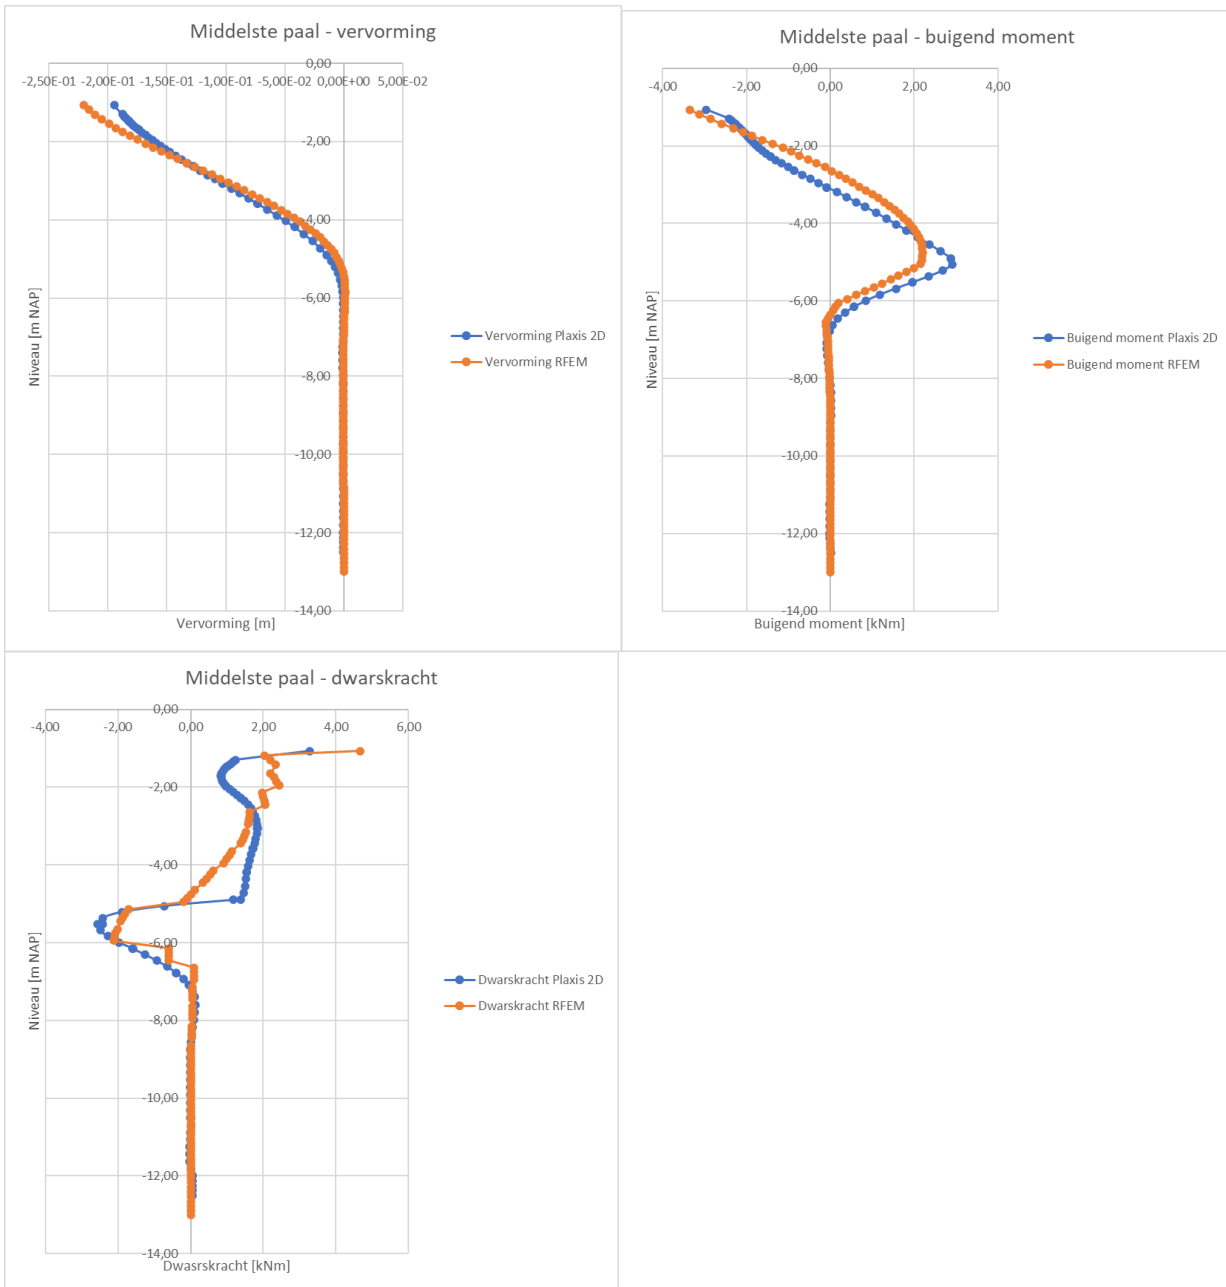 Middelste paal - vervorming
0,00
-2,50E-01 -2,00E-01 -1,50E-01 -1,00E-01 -5,00E-02 0,00E+00 5,00E-02
-2,00
-4,00
-6,00
-8,00
-10,00
-12,00
-14,00
Niveau [m NAP]
Vervorming Plaxis 2D
Vervorming RFEM
Vervorming [m]
Middelste paal - buigend moment
0,00
-4,00 -2,00 0,00 2,00 4,00
-2,00
-4,00
-6,00
-8,00
-10,00
-12,00
-14,00
Niveau [m NAP]
Buigend moment Plaxis 2D
Buigend moment RFEM
Buigend moment [kNm]
Middelste paal - dwarskracht
0,00
-4,00 -2,00 0,00 2,00 4,00 6,00
-2,00
-4,00
-6,00
-8,00
-10,00
-12,00
-14,00
Niveau [m NAP]
Dwarskracht Plaxis 2D
Dwarskracht RFEM
Dwasrskracht [kNm]